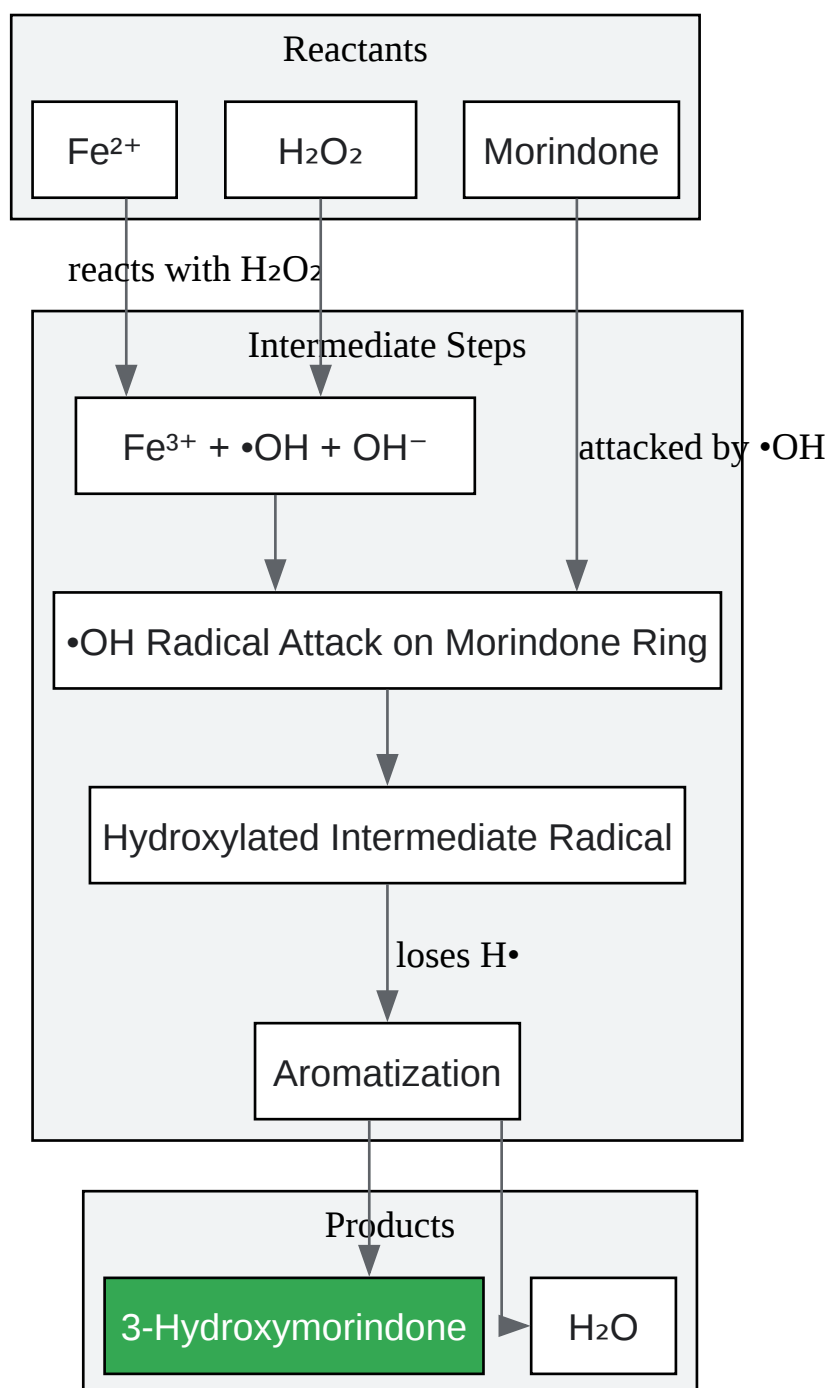 Reactants
Fe²⁺
H₂O₂
Morindone
reacts with H₂O₂
Intermediate Steps
Fe³⁺ + •OH + OH⁻
attacked by •OH
•OH Radical Attack on Morindone Ring
Hydroxylated Intermediate Radical
loses H•
Aromatization
Products
3-Hydroxymorindone
H₂O